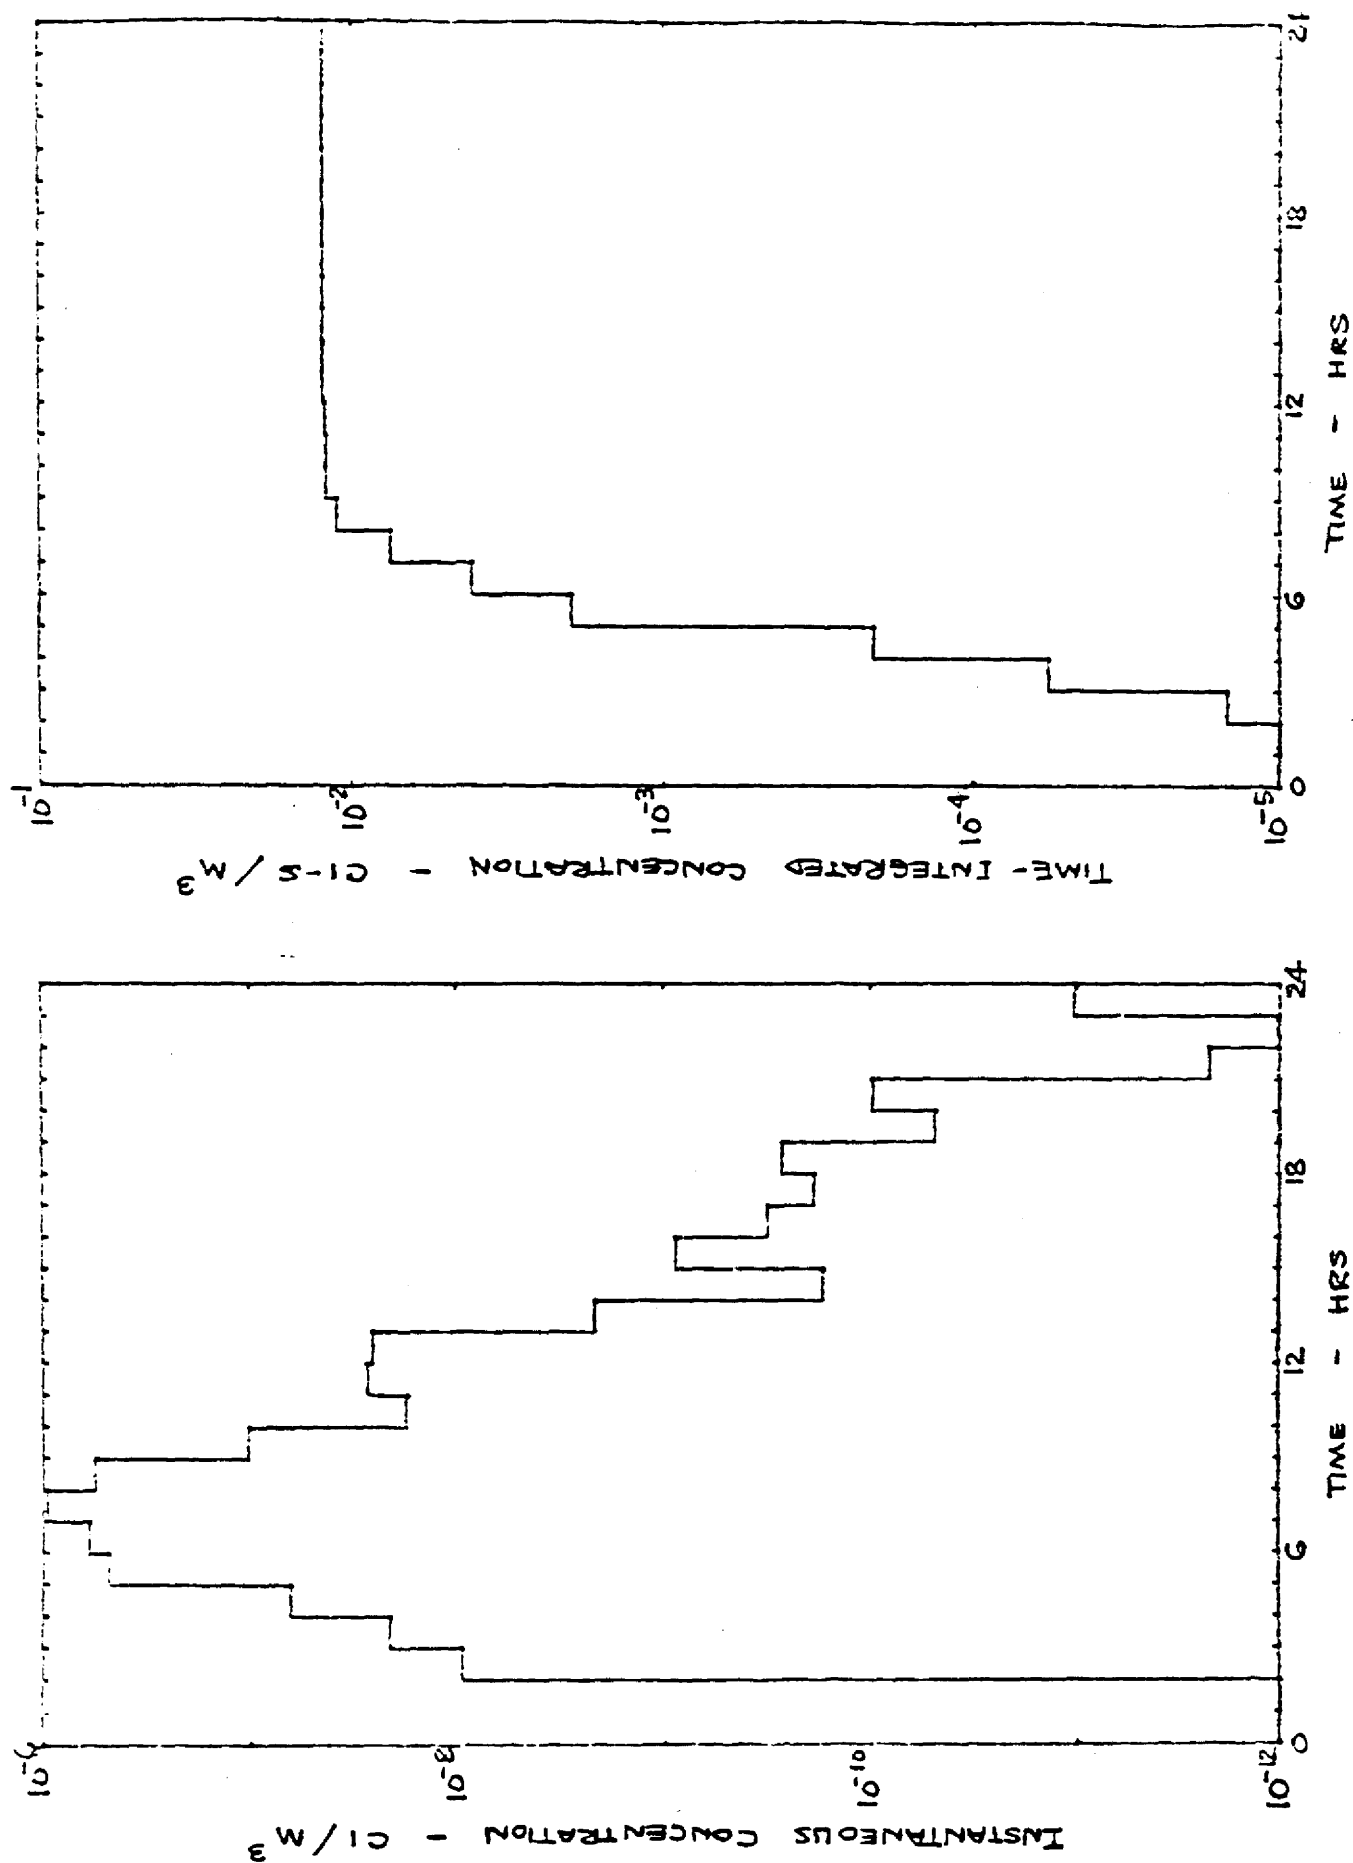 10-6
10-8
10-10
10-12
INSTANTANEOUS CONCENTRATION - CI/M3
0 6 12 18 24
TIME - HRS
10-1
10-2
10-3
10-4
10-5
TIME-INTEGRATED CONCENTRATION - CI-S/M3
0 6 12 18 24
TIME - HRS